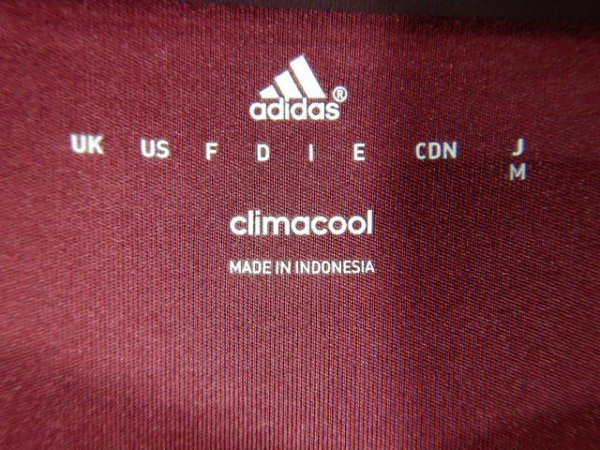 adidas®
UK US F D I E CDN J
M
climacool
MADE IN INDONESIA